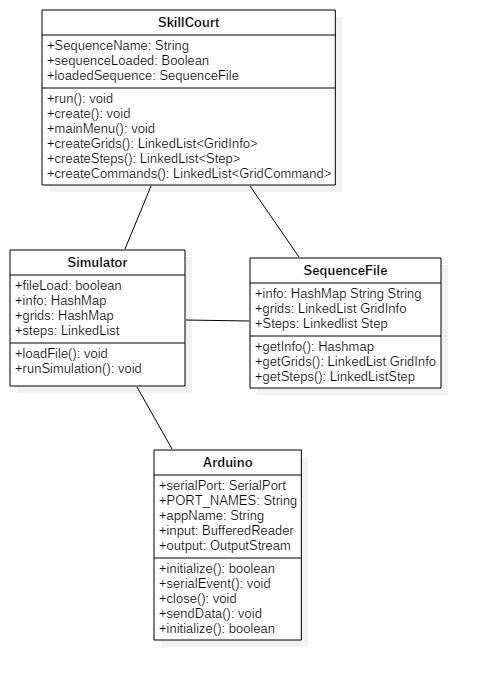 SkillCourt
+SequenceName: String
+sequenceLoaded: Boolean
+loadedSequence: SequenceFile
+run(): void
+create(): void
+mainMenu(): void
+createGrids(): LinkedList<GridInfo>
+createSteps(): LinkedList<Step>
+createCommands(): LinkedList<GridCommand>
Simulator
+fileLoad: boolean
+info: HashMap
+grids: HashMap
+steps: LinkedList
+loadFile(): void
+runSimulation(): void
SequenceFile
+info: HashMap String String
+grids: LinkedList GridInfo
+Steps: Linkedlist Step
+getInfo(): Hashmap
+getGrids(): LinkedList GridInfo
+getSteps(): LinkedListStep
Arduino
+serialPort: SerialPort
+PORT_NAMES: String
+appName: String
+input: BufferedReader
+output: OutputStream
+initialize(): boolean
+serialEvent(): void
+close(): void
+sendData(): void
+initialize(): boolean